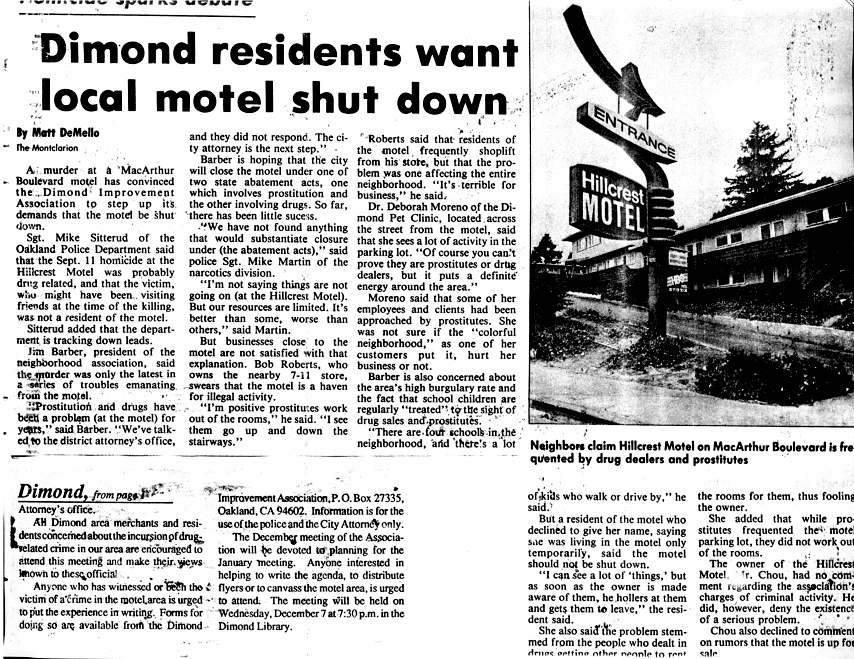 Homicide sparks debate
Dimond residents want
local motel shut down
By Matt DeMello
The Montclarion
A murder at a MacArthur
Boulevard motel has convinced
the Dimond Improvement
Association to step up its
demands that the motel be shut
down.
Sgt. Mike Sitterud of the
Oakland Police Department said
that the Sept. 11 homicide at the
Hillcrest Motel was probably
drug related, and that the victim,
who might have been visiting
friends at the time of the killing,
was not a resident of the motel.
Sitterud added that the depart-
ment is tracking down leads.
Jim Barber, president of the
neighborhood association, said
the murder was only the latest in
a series of troubles emanating
from the motel.
"Prostitution and drugs have
been a problem (at the motel) for
years," said Barber. "We've talk-
ed to the district attorney's office,
and they did not respond. The ci-
ty attorney is the next step."
Barber is hoping that the city
will close the motel under one of
two state abatement acts, one
which involves prostitution and
the other involving drugs. So far,
there has been little sucess.
"We have not found anything
that would substantiate closure
under (the abatement acts)," said
police Sgt. Mike Martin of the
narcotics division.
"I'm not saying things are not
going on (at the Hillcrest Motel).
But our resources are limited. It's
better than some, worse than
others," said Martin.
But businesses close to the
motel are not satisfied with that
explanation. Bob Roberts, who
owns the nearby 7-11 store,
swears that the motel is a haven
for illegal activity.
"I'm positive prostitutes work
out of the rooms," he said. "I see
them go up and down the
stairways."
Roberts said that residents of
the motel frequently shoplift
from his store, but that the pro-
blem was one affecting the entire
neighborhood. "It's terrible for
business," he said.
Dr. Deborah Moreno of the Di-
mond Pet Clinic, located across
the street from the motel, said
that she sees a lot of activity in the
parking lot. "Of course you can't
prove they are prostitutes or drug
dealers, but it puts a definite
energy around the area."
Moreno said that some of her
employees and clients had been
approached by prostitutes. She
was not sure if the "colorful
neighborhood," as one of her
customers put it, hurt her
business or not.
Barber is also concerned about
the area's high burgulary rate and
the fact that school children are
regularly "treated" to the sight of
drug sales and prostitutes.
"There are four schools in the
neighborhood, and there's a lot
ENTRANCE
Hillcrest
MOTEL
Neighbors claim Hillcrest Motel on MacArthur Boulevard is fre
quented by drug dealers and prostitutes
of kids who walk or drive by," he
said.
But a resident of the motel who
declined to give her name, saying
she was living in the motel only
temporarily, said the motel
should not be shut down.
"I can see a lot of 'things,' but
as soon as the owner is made
aware of them, he hollers at them
and gets them to leave," the resi-
dent said.
She also said the problem stem-
med from the people who dealt in
drugs getting other people to rent
the rooms for them, thus fooling
the owner.
She added that while pro-
stitutes frequented the motel
parking lot, they did not work out
of the rooms.
The owner of the Hillcrest
Motel, Chou, had no com-
ment regarding the association's
charges of criminal activity. He
did, however, deny the existence
of a serious problem.
Chou also declined to comment
on rumors that the motel is up for
sale.
Dimond, from page
Attorney's office.
All Dimond area merchants and resi-
dents concerned about the incursion of drug-
related crime in our area are encouraged to
attend this meeting and make their views
known to these official
Anyone who has witnessed or been the
victim of a crime in the motel area is urged
to put the experience in writing. Forms for
doing so are available from the Dimond
Improvement Association, P. O. Box 27335,
Oakland, CA 94602. Information is for the
use of the police and the City Attorney only.
The December meeting of the Associa-
tion will be devoted to planning for the
January meeting. Anyone interested in
helping to write the agenda, to distribute
flyers or to canvass the motel area, is urged
to attend. The meeting will be held on
Wednesday, December 7 at 7:30 p.m. in the
Dimond Library.